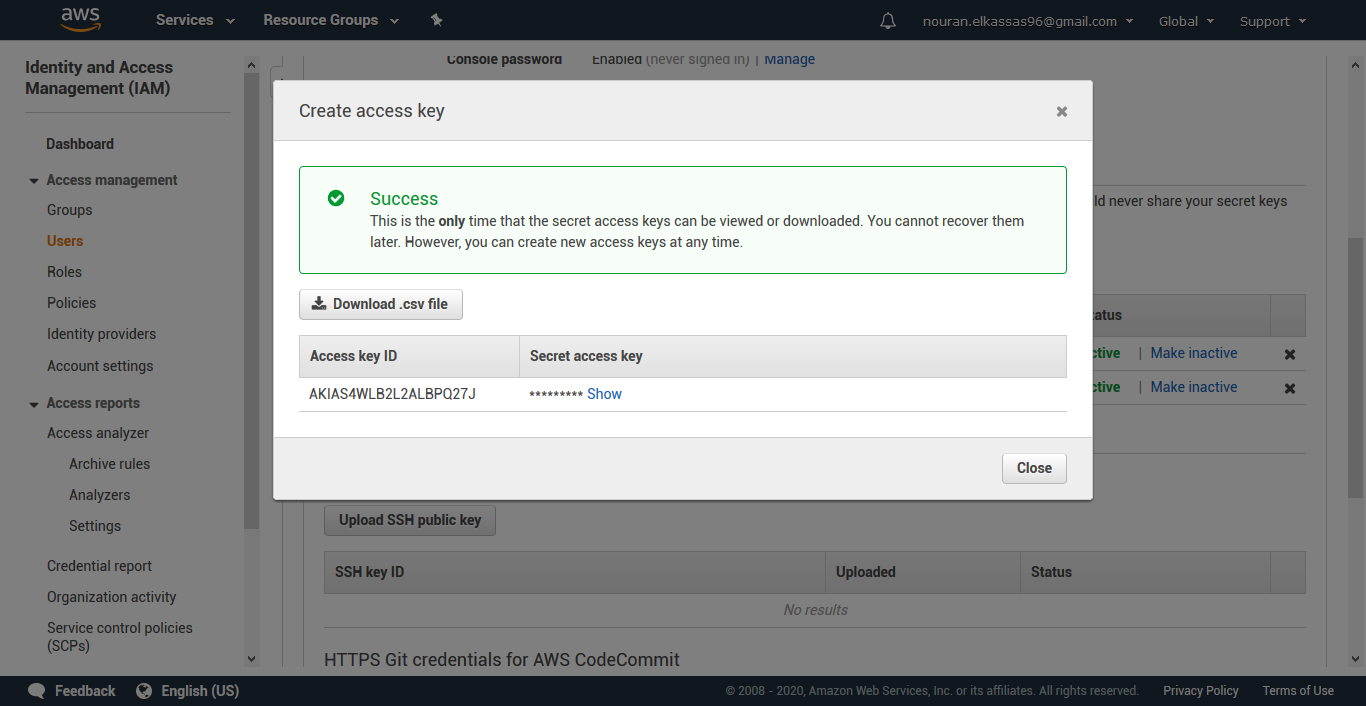 aws Services Resource Groups nouran.elkassas96@gmail.com Global Support
Identity and Access
Management (IAM)
Dashboard
Access management
Groups
Users
Roles
Policies
Identity providers
Account settings
Access reports
Access analyzer
Archive rules
Analyzers
Settings
Credential report
Organization activity
Service control policies
(SCPs)
Console password Enabled (never signed in) | Manage
Create access key
Success
This is the only time that the secret access keys can be viewed or downloaded. You cannot recover them
later. However, you can create new access keys at any time.
Download .csv file
Access key ID Secret access key
AKIAS4WLB2L2ALBPQ27J ********* Show
Close
ld never share your secret keys
atus
ctive | Make inactive
ctive | Make inactive
Upload SSH public key
SSH key ID Uploaded Status
No results
HTTPS Git credentials for AWS CodeCommit
Feedback English (US) © 2008 - 2020, Amazon Web Services, Inc. or its affiliates. All rights reserved. Privacy Policy Terms of Use